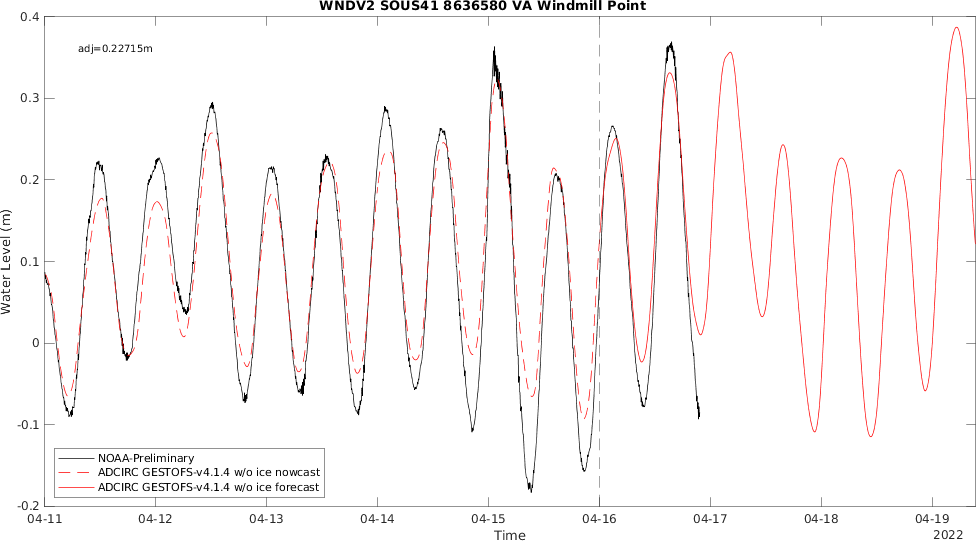 WNDV2 SOUS41 8636580 VA Windmill Point
adj=0.22715m
0.4
0.3
0.2
0.1
0
-0.1
-0.2
Water Level (m)
NOAA-Preliminary
ADCIRC GESTOFS-v4.1.4 w/o ice nowcast
ADCIRC GESTOFS-v4.1.4 w/o ice forecast
04-11 04-12 04-13 04-14 04-15 04-16 04-17 04-18 04-19
Time
2022